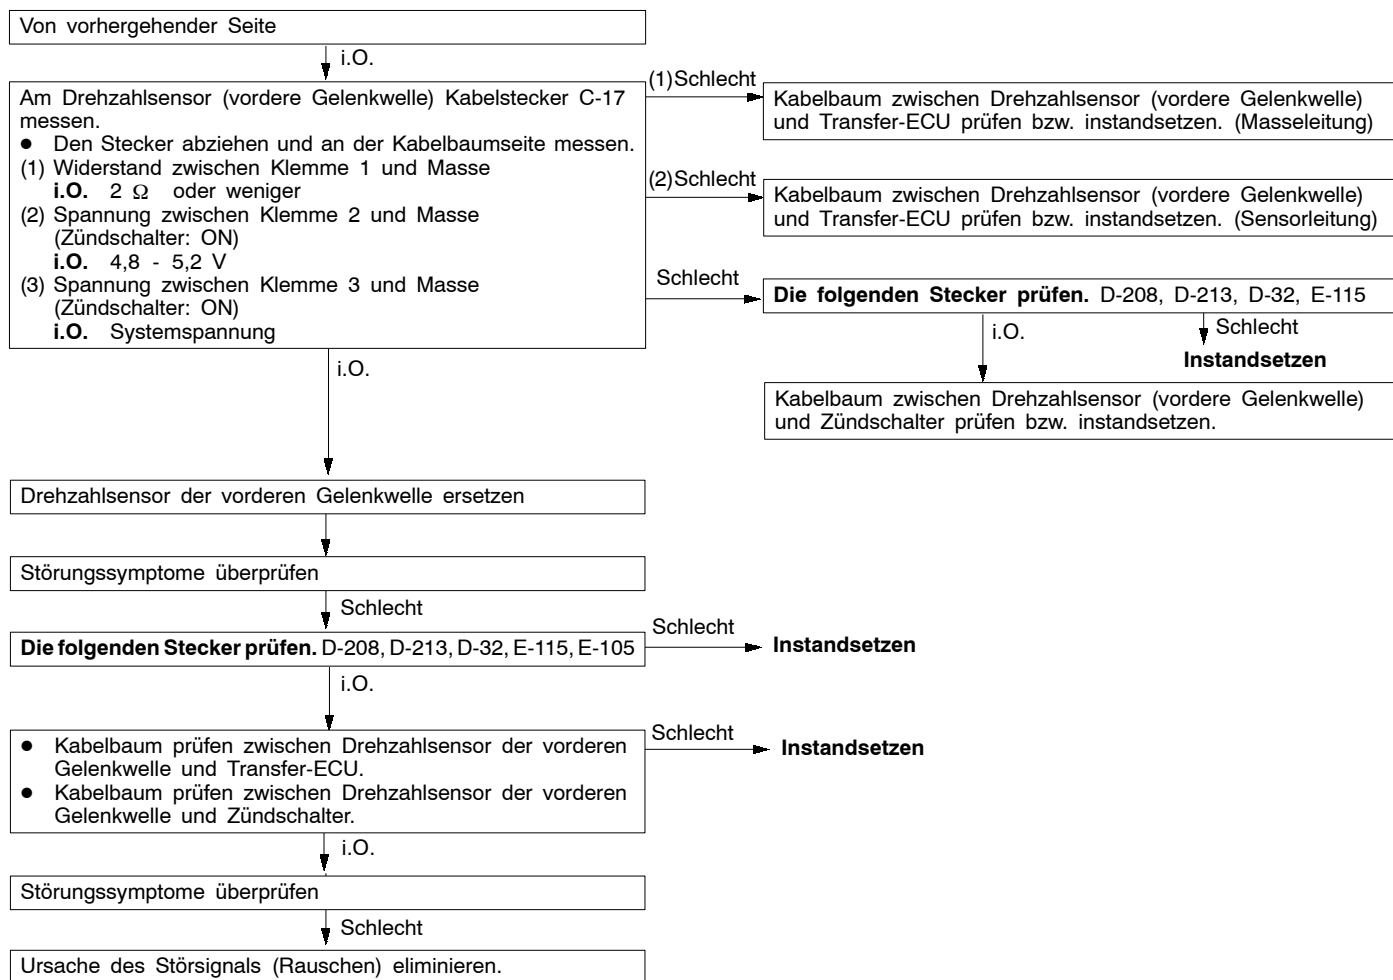 Von vorhergehender Seite
i.O.
Am Drehzahlsensor (vordere Gelenkwelle) Kabelstecker C-17
messen.
● Den Stecker abziehen und an der Kabelbaumseite messen.
(1) Widerstand zwischen Klemme 1 und Masse
i.O. 2 Ω oder weniger
(2) Spannung zwischen Klemme 2 und Masse
(Zündschalter: ON)
i.O. 4,8 - 5,2 V
(3) Spannung zwischen Klemme 3 und Masse
(Zündschalter: ON)
i.O. Systemspannung
(1)Schlecht
Kabelbaum zwischen Drehzahlsensor (vordere Gelenkwelle)
und Transfer-ECU prüfen bzw. instandsetzen. (Masseleitung)
(2)Schlecht
Kabelbaum zwischen Drehzahlsensor (vordere Gelenkwelle)
und Transfer-ECU prüfen bzw. instandsetzen. (Sensorleitung)
Schlecht
Die folgenden Stecker prüfen. D-208, D-213, D-32, E-115
i.O.
Schlecht
Instandsetzen
Kabelbaum zwischen Drehzahlsensor (vordere Gelenkwelle)
und Zündschalter prüfen bzw. instandsetzen.
i.O.
Drehzahlsensor der vorderen Gelenkwelle ersetzen
Störungssymptome überprüfen
Schlecht
Die folgenden Stecker prüfen. D-208, D-213, D-32, E-115, E-105
Schlecht
Instandsetzen
i.O.
● Kabelbaum prüfen zwischen Drehzahlsensor der vorderen
Gelenkwelle und Transfer-ECU.
● Kabelbaum prüfen zwischen Drehzahlsensor der vorderen
Gelenkwelle und Zündschalter.
Schlecht
Instandsetzen
i.O.
Störungssymptome überprüfen
Schlecht
Ursache des Störsignals (Rauschen) eliminieren.